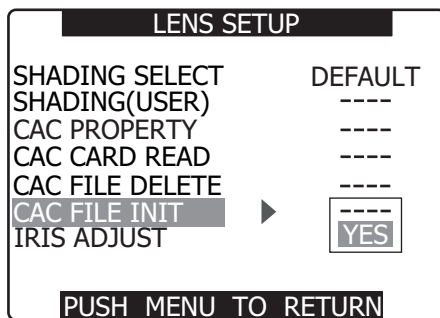 LENS SETUP
SHADING SELECT DEFAULT
SHADING(USER) ----
CAC PROPERTY ----
CAC CARD READ ----
CAC FILE DELETE ----
CAC FILE INIT ----
IRIS ADJUST YES
PUSH MENU TO RETURN